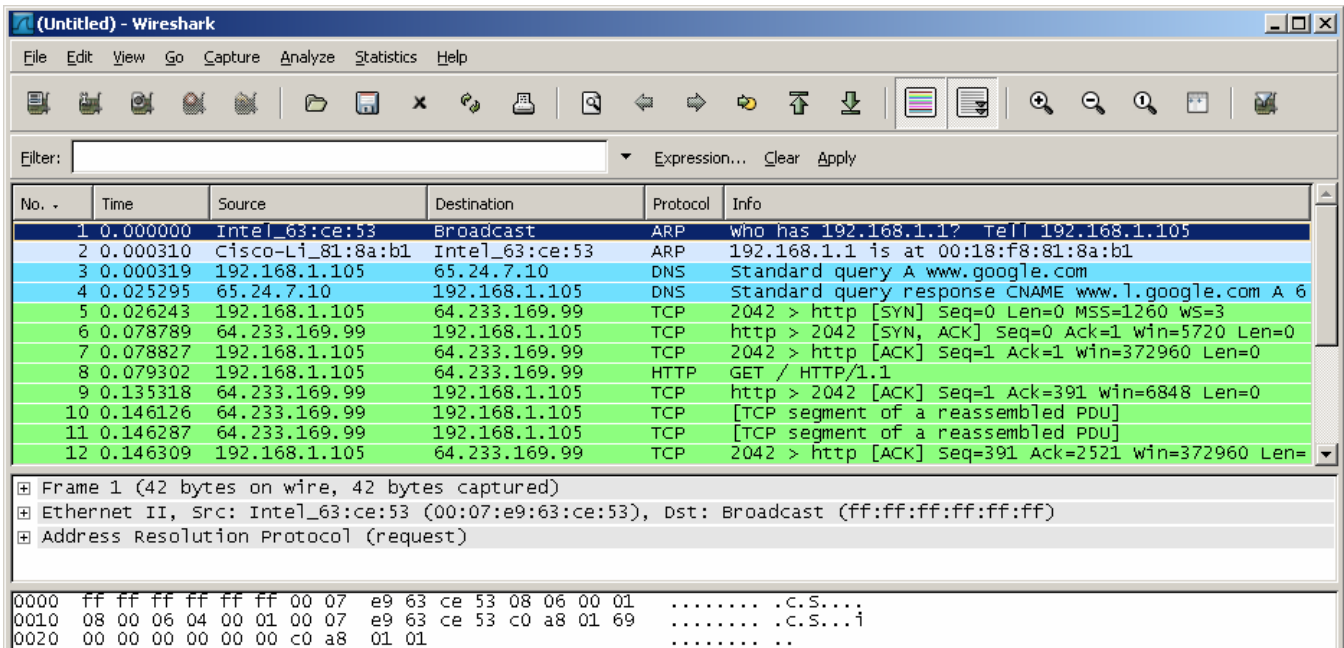 (Untitled) - Wireshark
File Edit View Go Capture Analyze Statistics Help
Filter: Expression... Clear Apply
No. Time Source Destination Protocol Info
1 0.000000 Intel_63:ce:53 Broadcast ARP who has 192.168.1.1? Tell 192.168.1.105
2 0.000310 Cisco-Li_81:8a:b1 Intel_63:ce:53 ARP 192.168.1.1 is at 00:18:f8:81:8a:b1
3 0.000319 192.168.1.105 65.24.7.10 DNS Standard query A www.google.com
4 0.025295 65.24.7.10 192.168.1.105 DNS Standard query response CNAME www.l.google.com A 6
5 0.026243 192.168.1.105 64.233.169.99 TCP 2042 > http [SYN] Seq=0 Len=0 MSS=1260 WS=3
6 0.078789 64.233.169.99 192.168.1.105 TCP http > 2042 [SYN, ACK] Seq=0 Ack=1 Win=5720 Len=0
7 0.078827 192.168.1.105 64.233.169.99 TCP 2042 > http [ACK] Seq=1 Ack=1 Win=372960 Len=0
8 0.079302 192.168.1.105 64.233.169.99 HTTP GET / HTTP/1.1
9 0.135318 64.233.169.99 192.168.1.105 TCP http > 2042 [ACK] Seq=1 Ack=391 Win=6848 Len=0
10 0.146126 64.233.169.99 192.168.1.105 TCP [TCP segment of a reassembled PDU]
11 0.146287 64.233.169.99 192.168.1.105 TCP [TCP segment of a reassembled PDU]
12 0.146309 192.168.1.105 64.233.169.99 TCP 2042 > http [ACK] Seq=391 Ack=2521 Win=372960 Len=
Frame 1 (42 bytes on wire, 42 bytes captured)
Ethernet II, Src: Intel_63:ce:53 (00:07:e9:63:ce:53), Dst: Broadcast (ff:ff:ff:ff:ff:ff)
Address Resolution Protocol (request)
0000 ff ff ff ff ff ff 00 07 e9 63 ce 53 08 06 00 01 ........ .c.S....
0010 08 00 06 04 00 01 00 07 e9 63 ce 53 c0 a8 01 69 ........ .c.S...i
0020 00 00 00 00 00 00 c0 a8 01 01 ........ ..